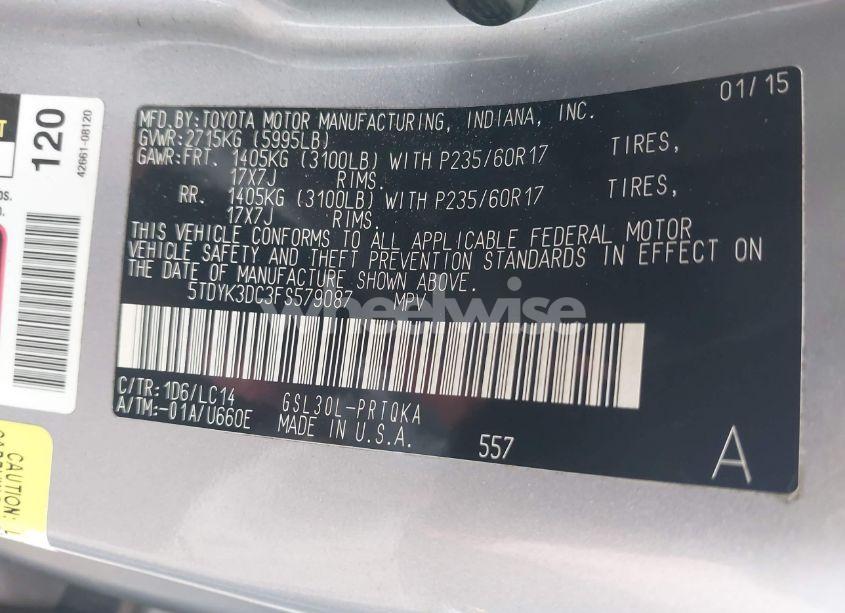 01/15
MFD.BY:TOYOTA MOTOR MANUFACTURING, INDIANA, INC.
GVWR:2715KG (5995LB)
GAWR:FRT. 1405KG (3100LB) WITH P235/60R17 TIRES,
17X7J RIMS.
RR. 1405KG (3100LB) WITH P235/60R17 TIRES,
17X7J RIMS.
THIS VEHICLE CONFORMS TO ALL APPLICABLE FEDERAL MOTOR
VEHICLE SAFETY AND THEFT PREVENTION STANDARDS IN EFFECT ON
THE DATE OF MANUFACTURE SHOWN ABOVE.
5TDYK3DC3FS579087 MPV
C/TR: 1D6/LC14 GSL30L-PRTQKA
A/TM:-01A/U660E MADE IN U.S.A. 557 A
wheelwise
120
42661-08120
CAUTION: